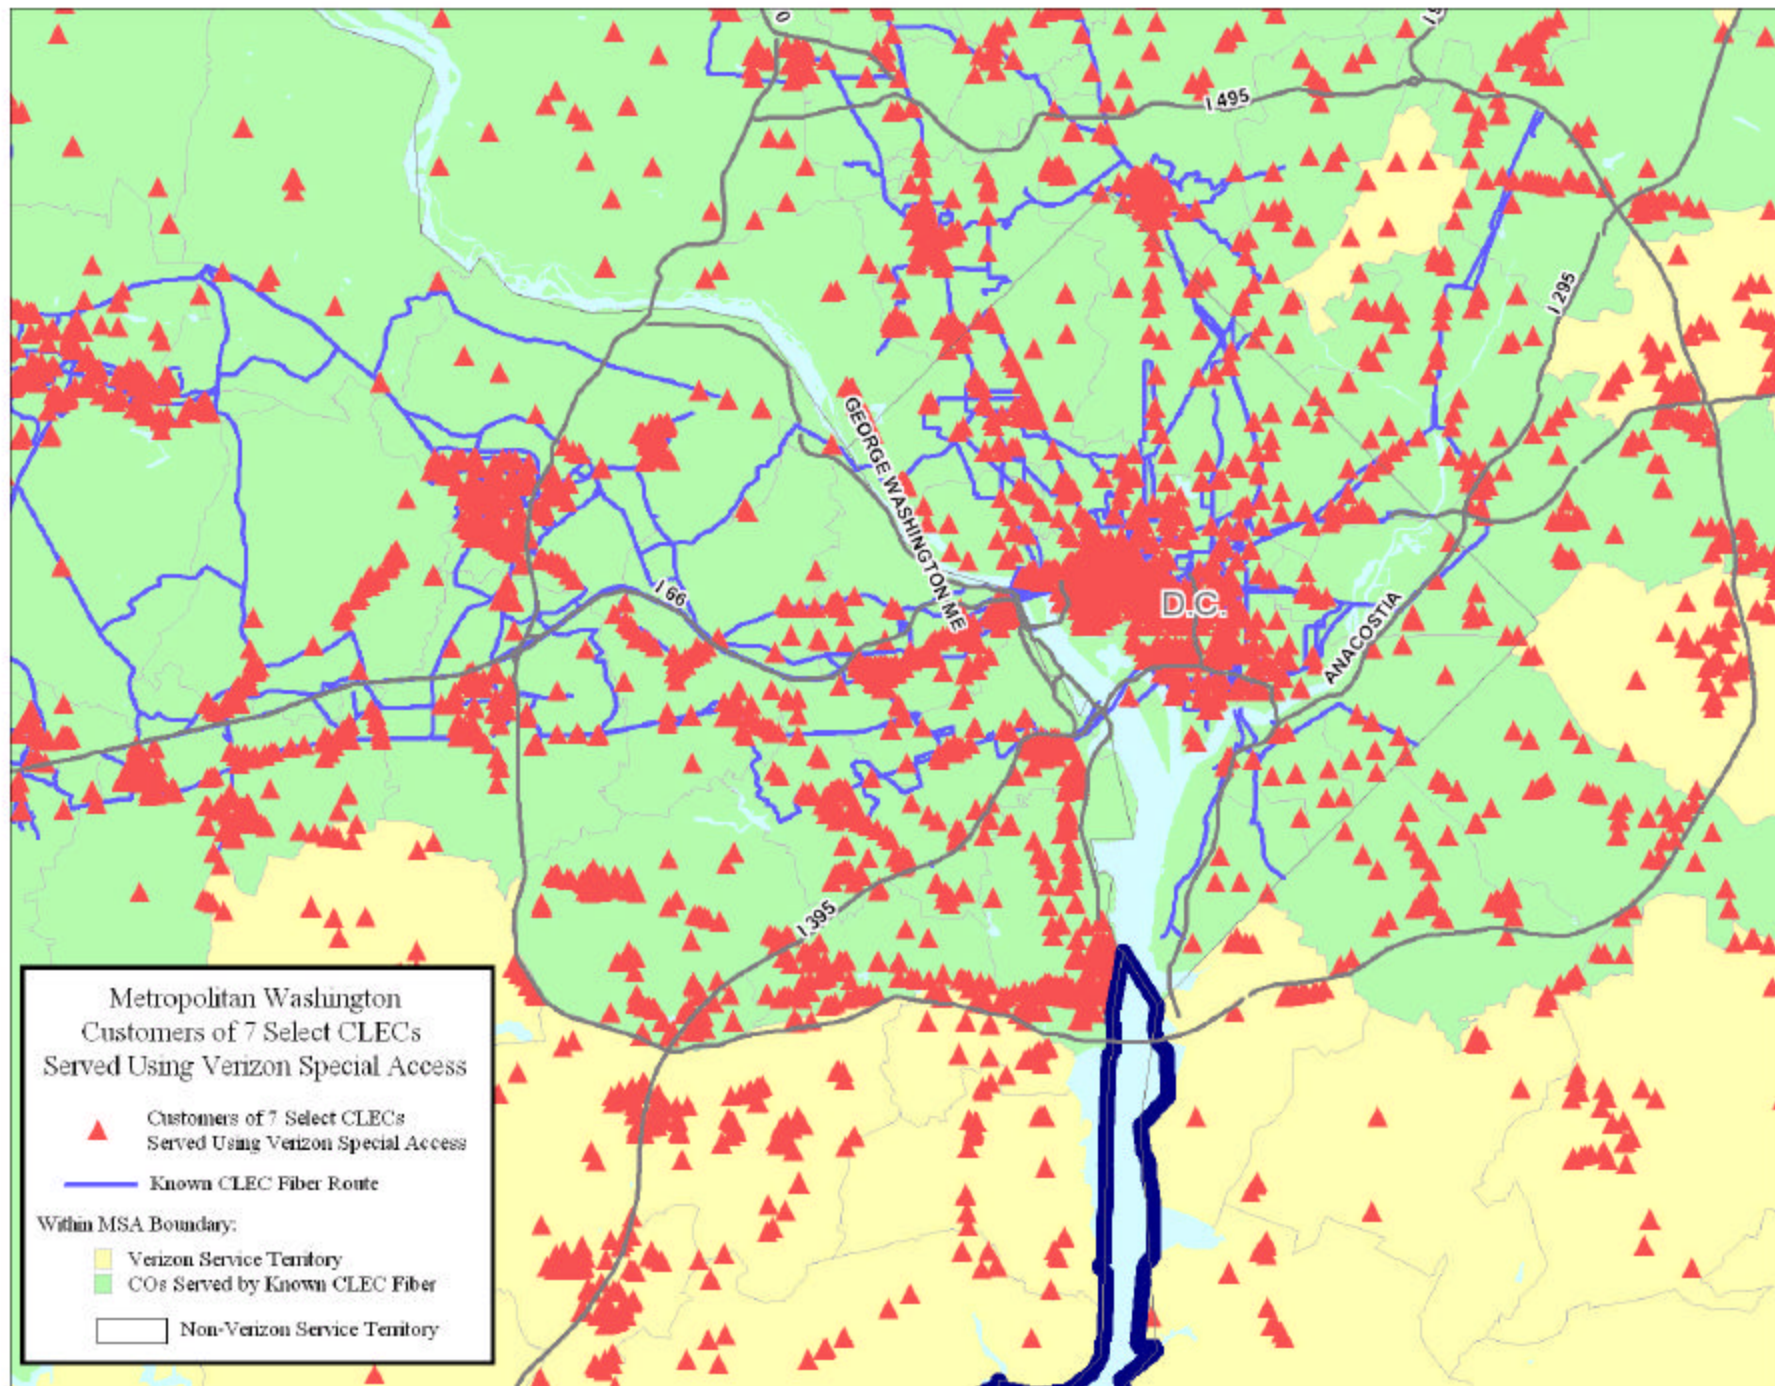 0
I 9
I 495
I 295
GEORGE WASHINGTON ME
I 66
D.C.
ANACOSTIA
I 395
Metropolitan Washington
Customers of 7 Select CLECs
Served Using Verizon Special Access
Customers of 7 Select CLECs
Served Using Verizon Special Access
Known CLEC Fiber Route
Within MSA Boundary:
Verizon Service Territory
COs Served by Known CLEC Fiber
Non-Verizon Service Territory